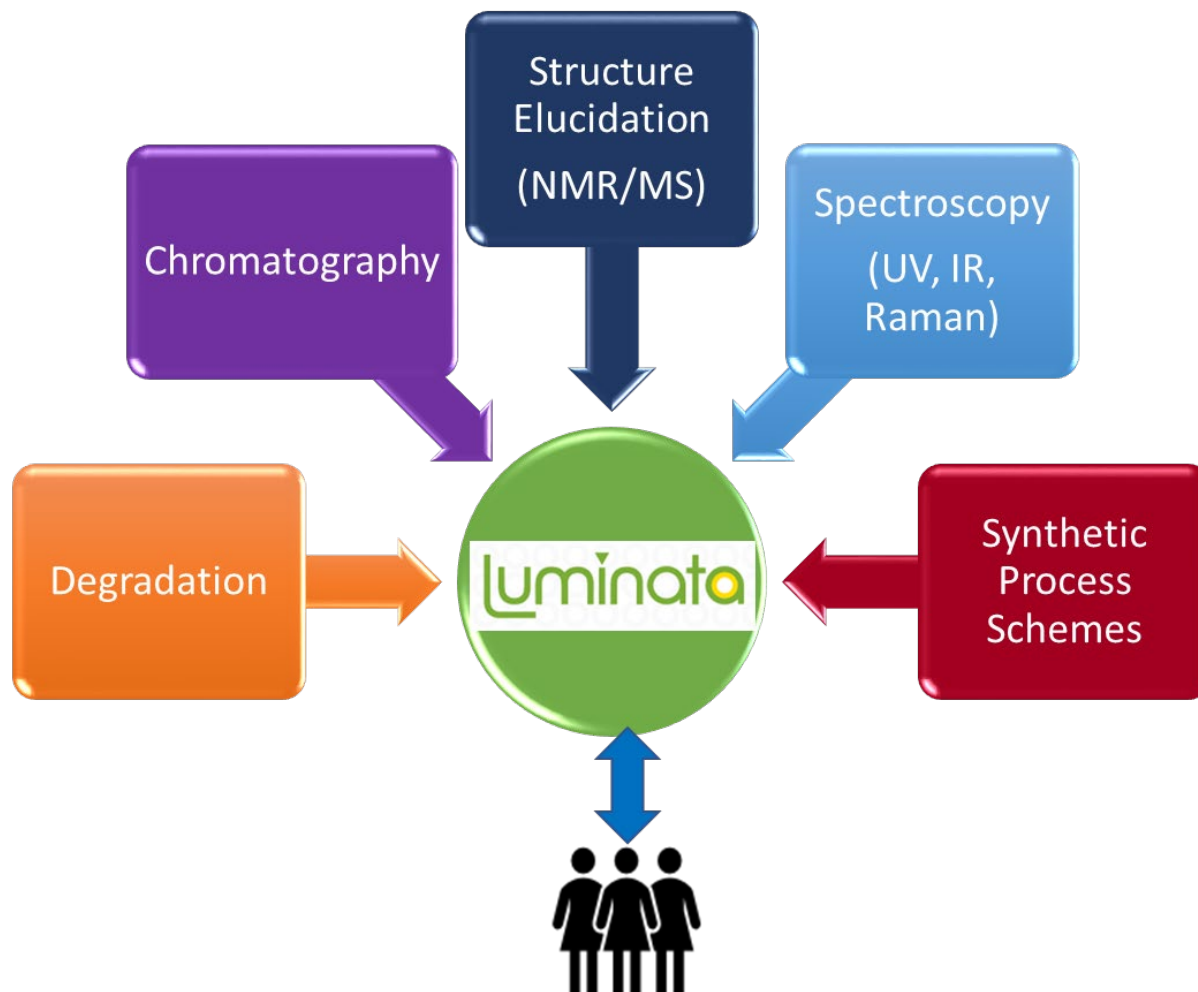 Structure
Elucidation
(NMR/MS)
Chromatography
Spectroscopy
(UV, IR,
Raman)
Degradation
Luminata
Synthetic
Process
Schemes